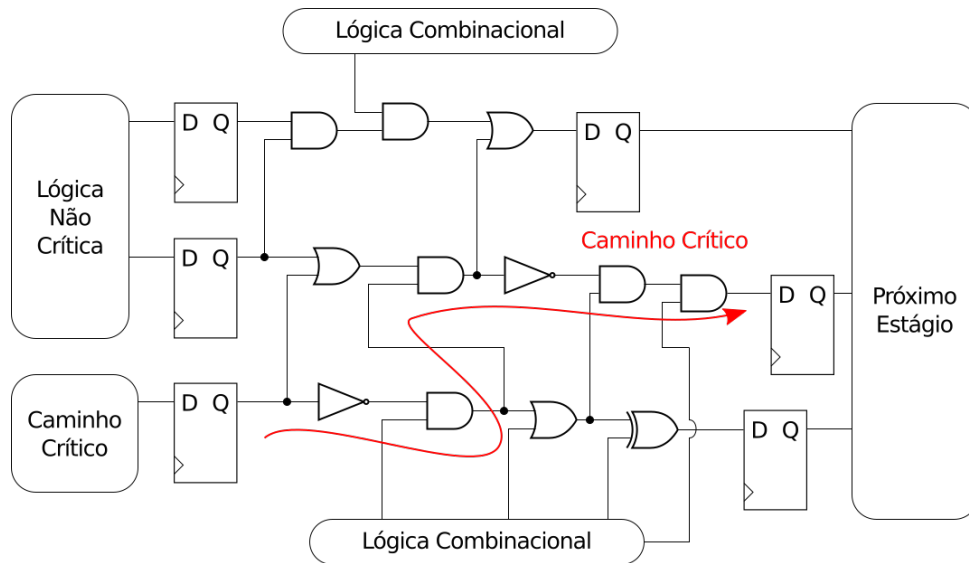 Lógica Combinacional
D Q
D Q
Lógica
Não
Crítica
D Q
Caminho Crítico
D Q
Próximo
Estágio
D Q
Caminho
Crítico
D Q
Lógica Combinacional